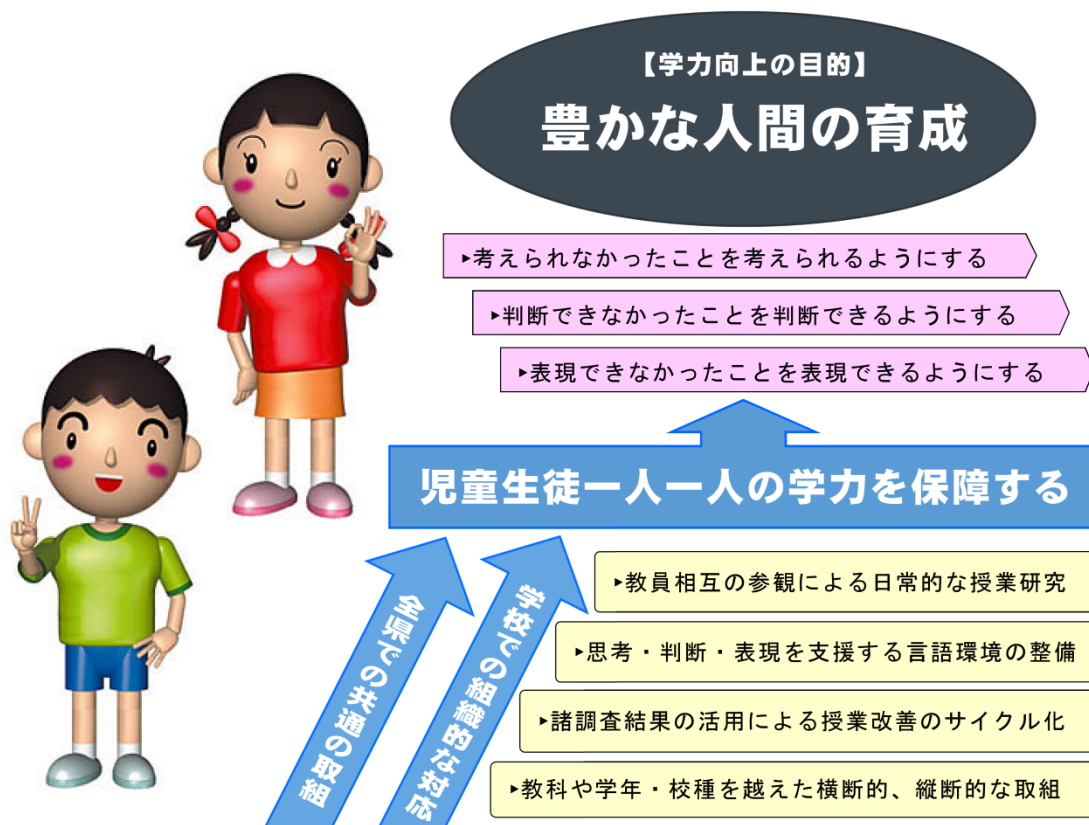 【学力向上の目的】
豊かな人間の育成
▸考えられなかったことを考えられるようにする
▸判断できなかったことを判断できるようにする
▸表現できなかったことを表現できるようにする
児童生徒一人一人の学力を保障する
全県での共通の取組
学校での組織的な対応
▸教員相互の参観による日常的な授業研究
▸思考・判断・表現を支援する言語環境の整備
▸諸調査結果の活用による授業改善のサイクル化
▸教科や学年・校種を越えた横断的、縦断的な取組